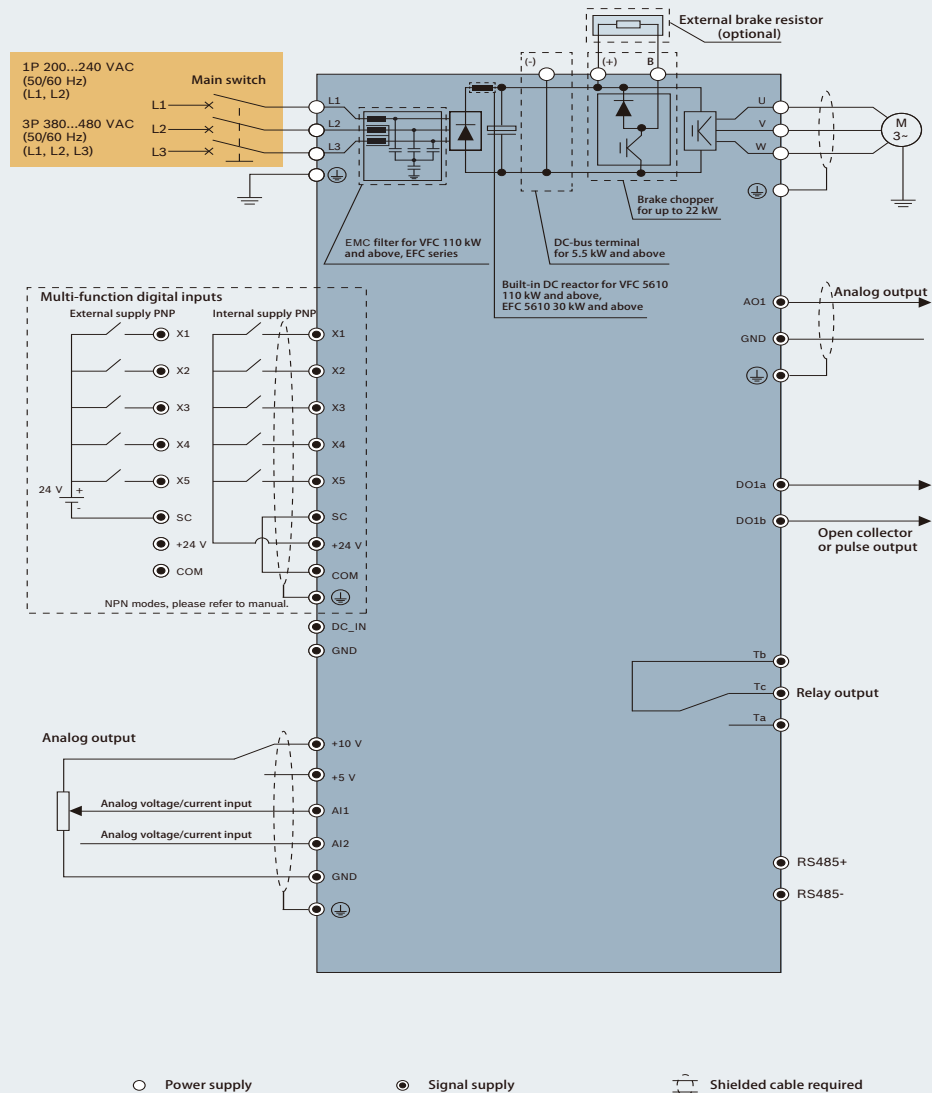 External brake resistor
(optional)
1P 200...240 VAC
(50/60 Hz)
(L1, L2)
Main switch
3P 380...480 VAC
(50/60 Hz)
(L1, L2, L3)
L1
L2
L3
L1
L2
L3
(-)
(+)
B
U
V
W
M
3~
Brake chopper
for up to 22 kW
EMC filter for VFC 110 kW
and above, EFC series
DC-bus terminal
for 5.5 kW and above
Built-in DC reactor for VFC 5610
110 kW and above,
EFC 5610 30 kW and above
Multi-function digital inputs
External supply PNP
Internal supply PNP
X1
X2
X3
X4
X5
24 V
+
-
SC
+24 V
COM
X1
X2
X3
X4
X5
SC
+24 V
COM
NPN modes, please refer to manual.
DC_IN
GND
AO1
Analog output
GND
DO1a
DO1b
Open collector
or pulse output
Tb
Tc
Relay output
Ta
Analog output
+10 V
+5 V
Analog voltage/current input
AI1
Analog voltage/current input
AI2
GND
RS485+
RS485-
Power supply
Signal supply
Shielded cable required